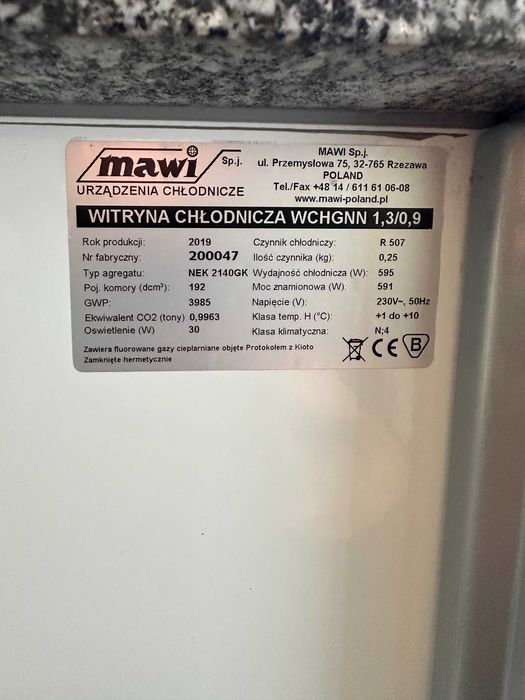 mawi Sp.j.
URZĄDZENIA CHŁODNICZE
MAWI Sp.j.
ul. Przemysłowa 75, 32-765 Rzezawa
POLAND
Tel./Fax +48 14 / 611 61 06-08
www.mawi-poland.pl
WITRYNA CHŁODNICZA WCHGNN 1,3/0,9
Rok produkcji: 2019 Czynnik chłodniczy: R 507
Nr fabryczny: 200047 Ilość czynnika (kg): 0,25
Typ agregatu: NEK 2140GK Wydajność chłodnicza (W): 595
Poj. komory (dcm³): 192 Moc znamionowa (W): 591
GWP: 3985 Napięcie (V): 230V~, 50Hz
Ekwiwalent CO2 (tony) 0,9963 Klasa temp. H (°C): +1 do +10
Oswietlenie (W) 30 Klasa klimatyczna: N;4
Zawiera fluorowane gazy cieplarniane objęte Protokołem z Kioto
Zamknięte hermetycznie
CE B